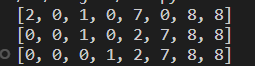 [2, 0, 1, 0, 7, 0, 8, 8]
[0, 0, 1, 0, 2, 7, 8, 8]
[0, 0, 0, 1, 2, 7, 8, 8]